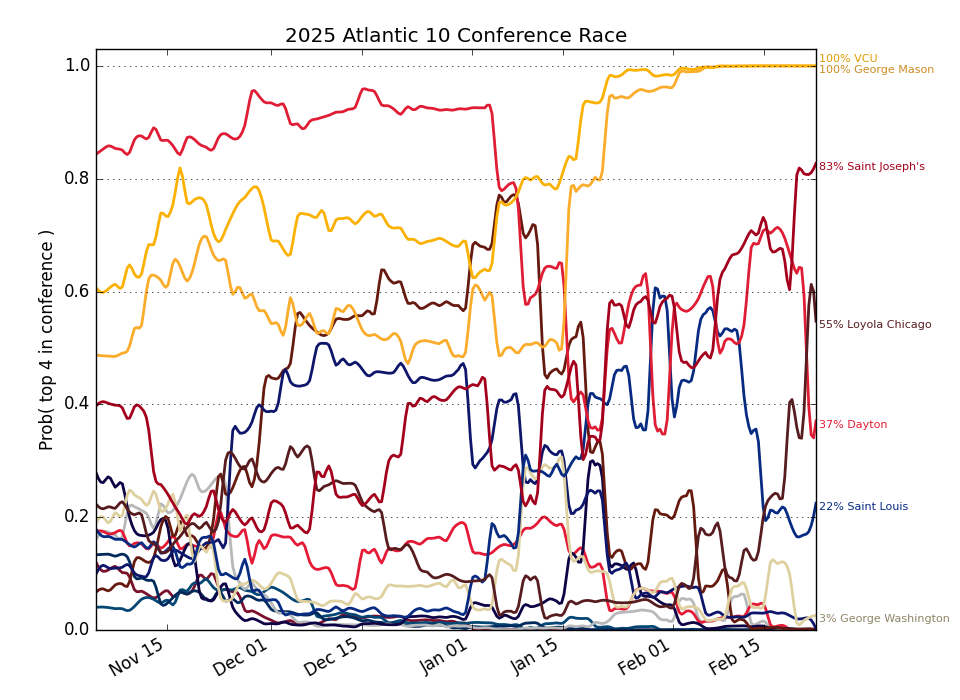 2025 Atlantic 10 Conference Race
Prob( top 4 in conference )
1.0
0.8
0.6
0.4
0.2
0.0
Nov 15
Dec 01
Dec 15
Jan 01
Jan 15
Feb 01
Feb 15
100% VCU
100% George Mason
83% Saint Joseph's
55% Loyola Chicago
37% Dayton
22% Saint Louis
3% George Washington